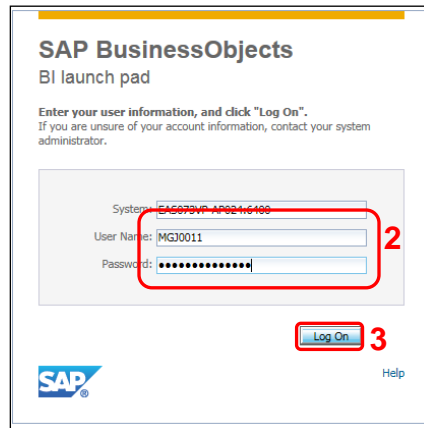 SAP BusinessObjects
BI launch pad
Enter your user information, and click "Log On".
If you are unsure of your account information, contact your system
administrator.
System:
User Name: MGJ0011
2
Password: ••••••••••••••
Log On 3
SAP®
Help